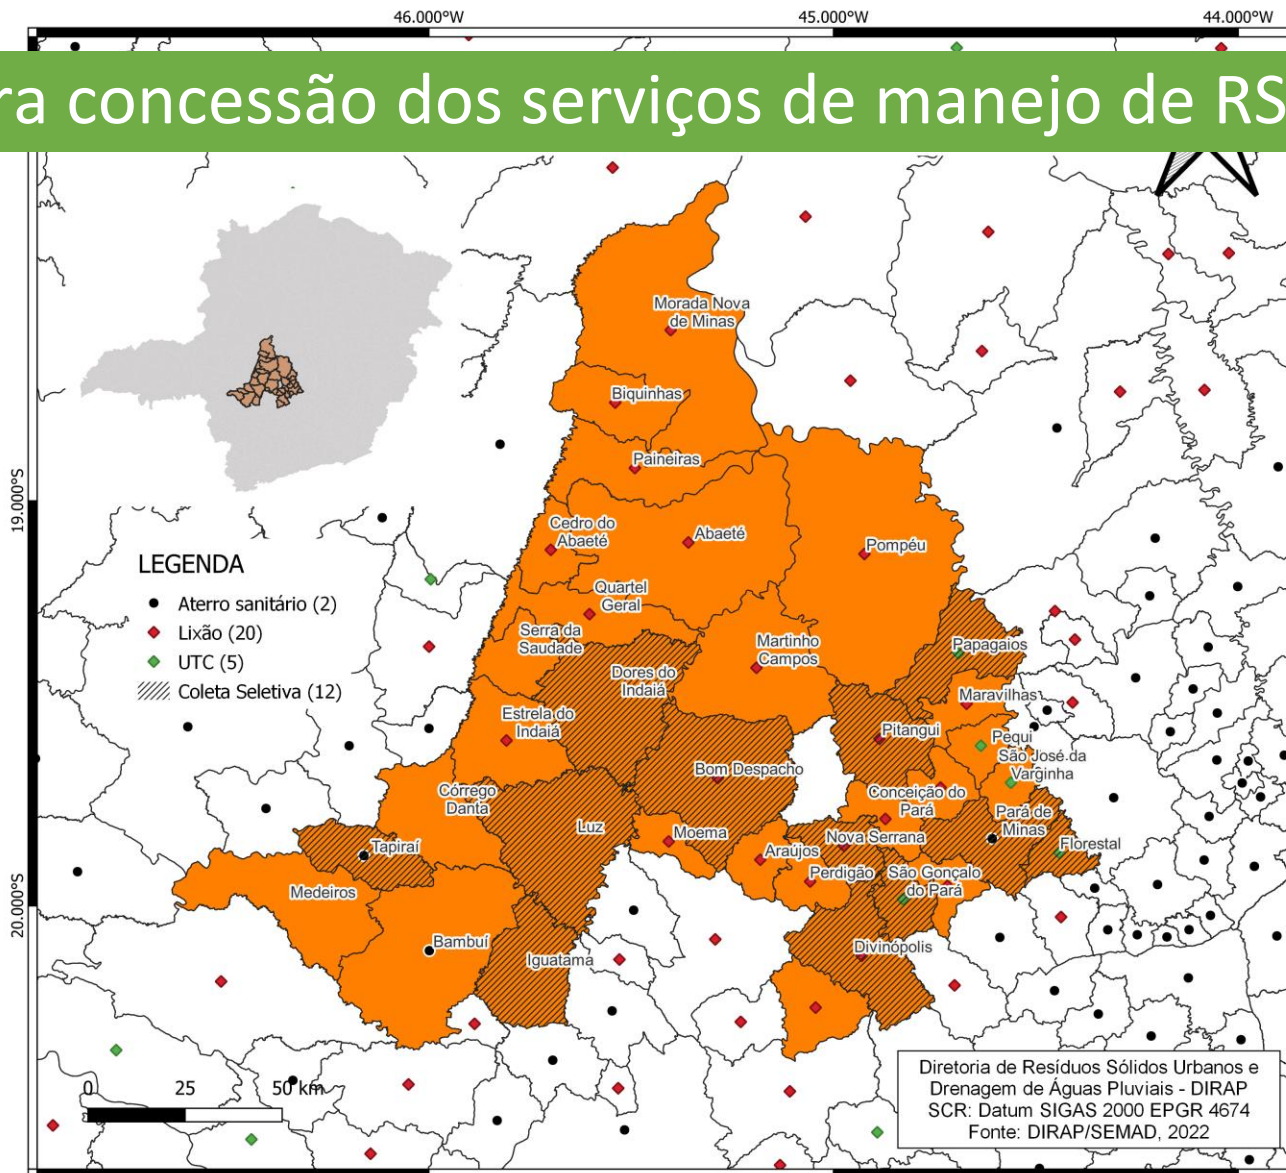 46.000°W
45.000°W
44.000°W
ra concessão dos serviços de manejo de RS
Morada Nova
de Minas
Biquinhas
Paineiras
19.000°S
Cedro do
Abaeté
Abaeté
Pompéu
LEGENDA
Aterro sanitário (2)
Lixão (20)
UTC (5)
Coleta Seletiva (12)
Quartel
Geral
Serra da
Saudade
Martinho
Campos
Papagaios
Dores do
Indaiá
Maravilhas
Estrela do
Indaiá
Pitangui
Pequi
São José da
Varginha
Bom Despacho
Córrego
Danta
Conceição do
Pará
Luz
Moema
Pará de
Minas
Nova Serrana
Florestal
Tapiraí
Araújos
Perdigão
São Gonçalo
do Pará
Medeiros
20.000°S
Bambuí
Iguatama
Divinópolis
0 25 50 km
Diretoria de Resíduos Sólidos Urbanos e
Drenagem de Águas Pluviais - DIRAP
SCR: Datum SIGAS 2000 EPGR 4674
Fonte: DIRAP/SEMAD, 2022